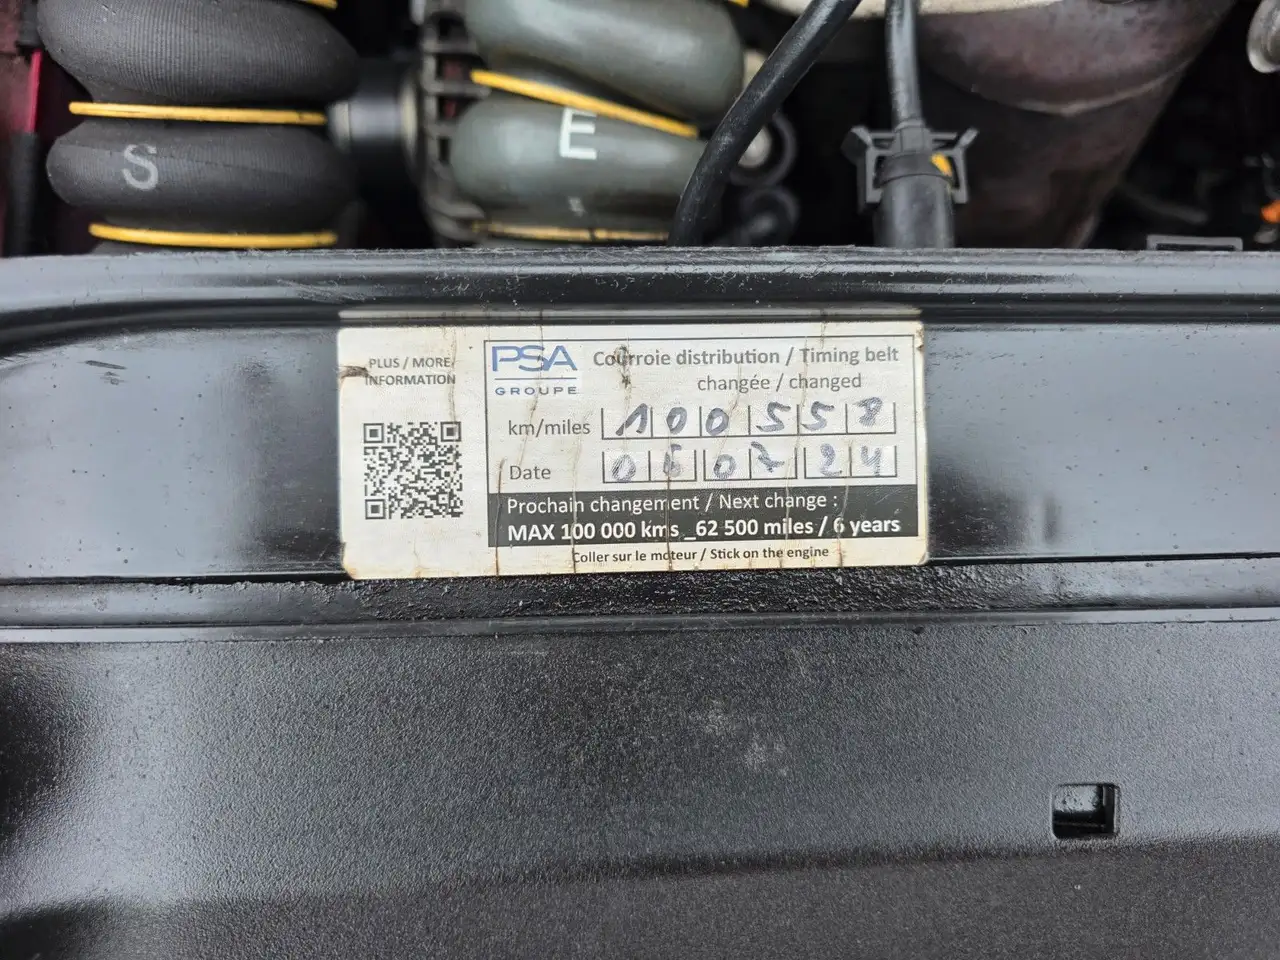 S
E
PLUS / MORE
INFORMATION
PSA
GROUPE
Courroie distribution / Timing belt
changée / changed
km/miles 100558
Date 06 07 24
Prochain changement / Next change :
MAX 100 000 kms _62 500 miles / 6 years
Coller sur le moteur / Stick on the engine